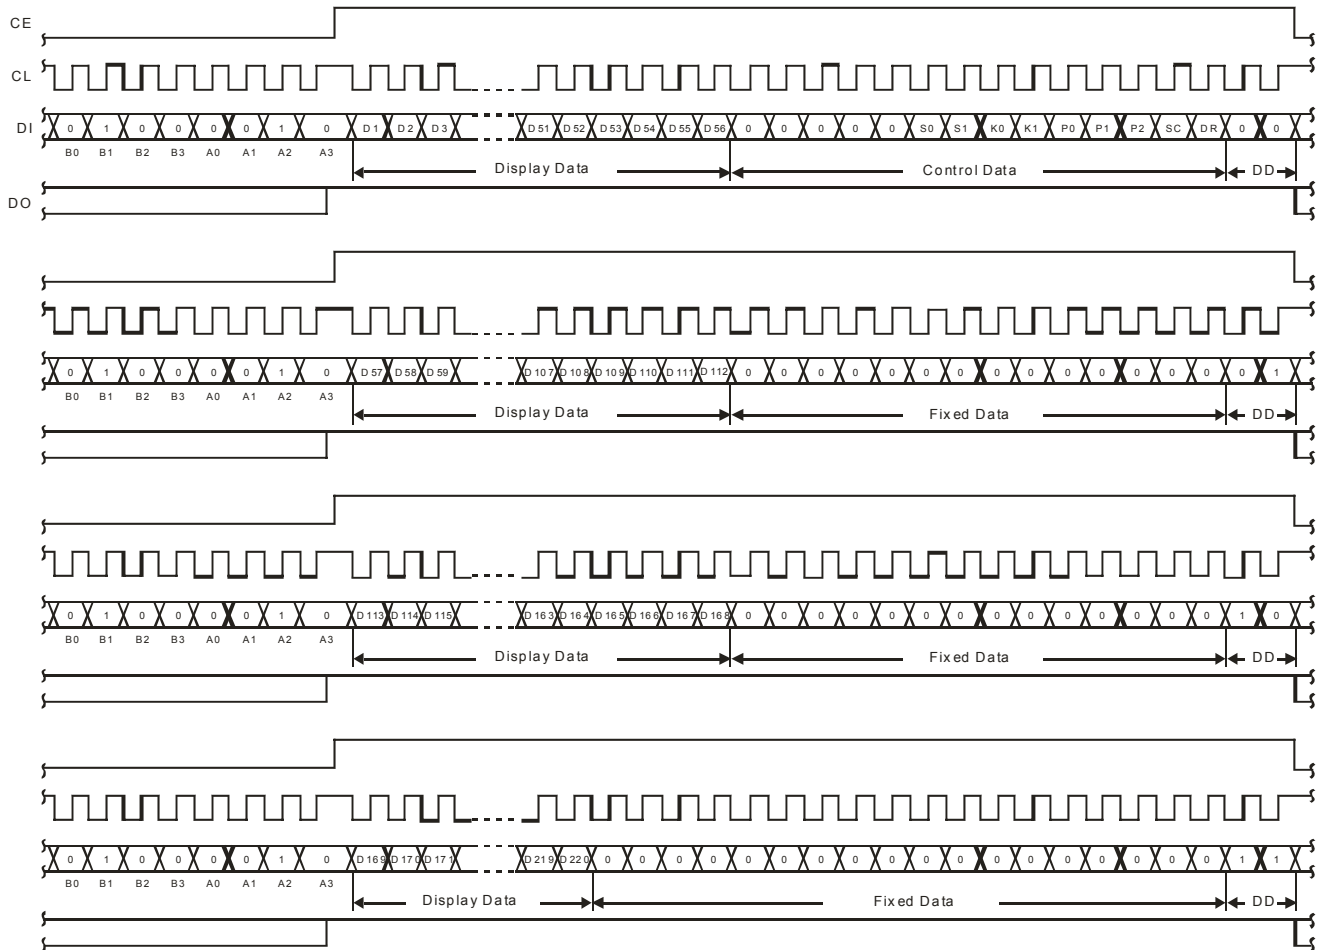 CE
CL
DI 0 1 0 0 0 0 1 0 D1 D2 D3 D51 D52 D53 D54 D55 D56 0 0 0 0 0 S0 S1 K0 K1 P0 P1 P2 SC DR 0 0
B0 B1 B2 B3 A0 A1 A2 A3
Display Data Control Data DD
DO
0 1 0 0 0 0 1 0 D57 D58 D59 D107 D108 D109 D110 D111 D112 0 0 0 0 0 0 0 0 0 0 0 0 0 0 0 1
B0 B1 B2 B3 A0 A1 A2 A3
Display Data Fixed Data DD
0 1 0 0 0 0 1 0 D113 D114 D115 D163 D164 D165 D166 D167 D168 0 0 0 0 0 0 0 0 0 0 0 0 0 0 1 0
B0 B1 B2 B3 A0 A1 A2 A3
Display Data Fixed Data DD
0 1 0 0 0 0 1 0 D169 D170 D171 D219 D220 0 0 0 0 0 0 0 0 0 0 0 0 0 0 0 0 0 0 1 1
B0 B1 B2 B3 A0 A1 A2 A3
Display Data Fixed Data DD